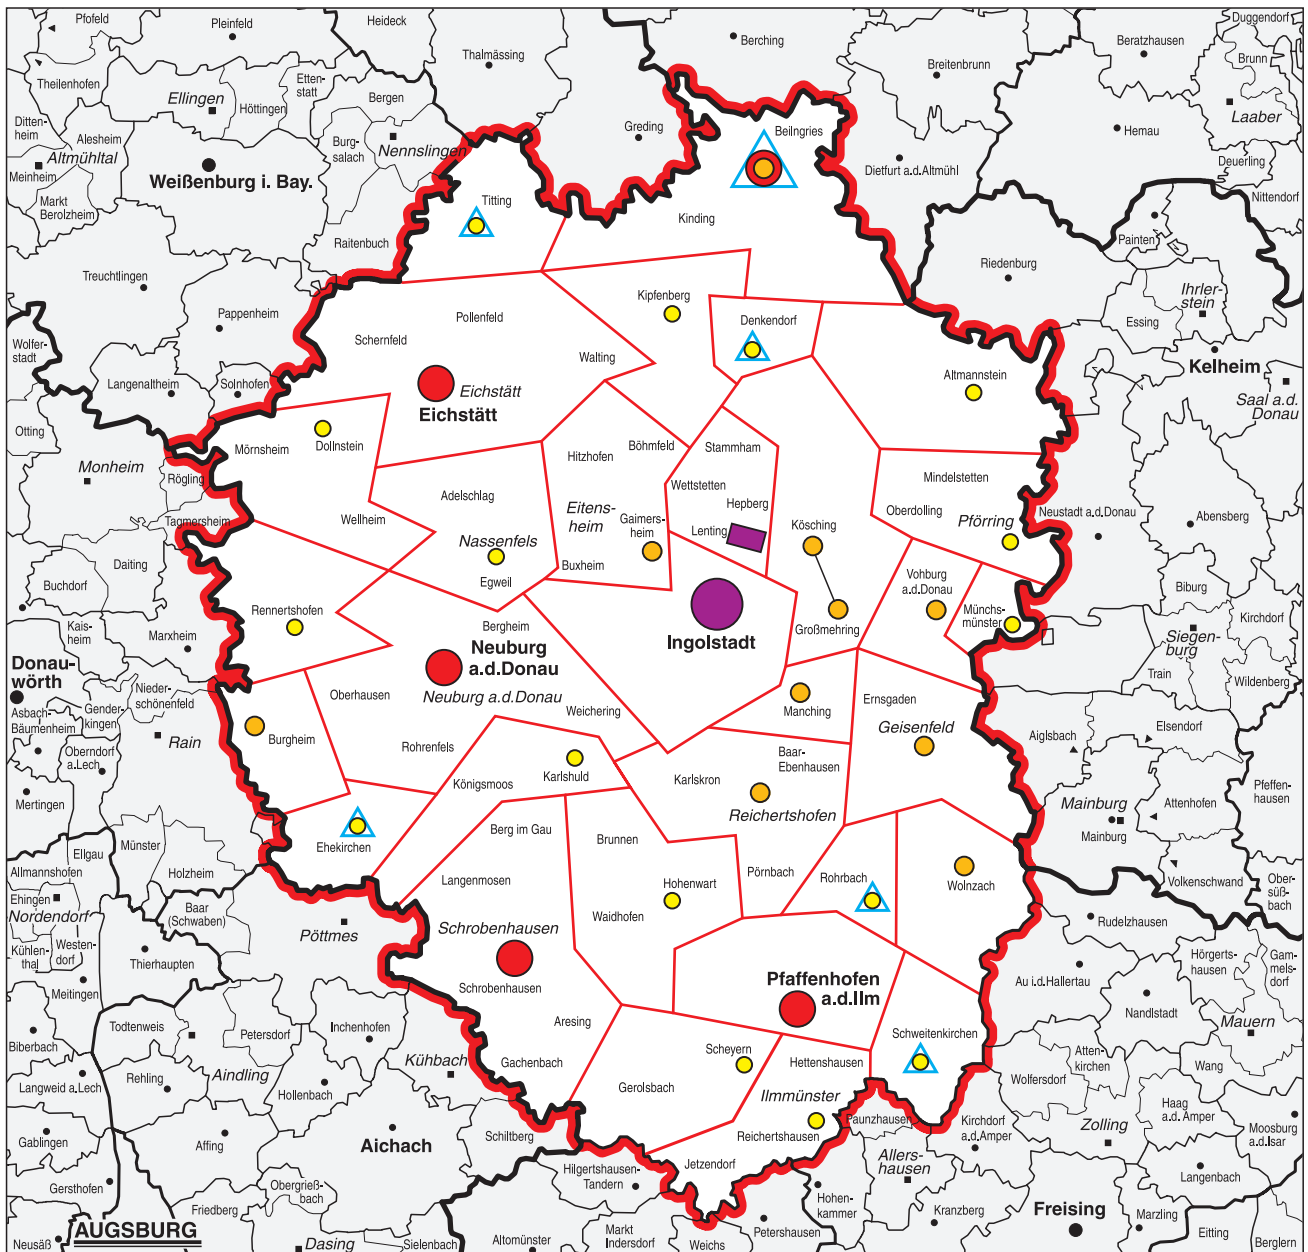 Pfofeld
Pleinfeld
Heideck
Thalmässing
Berching
Breitenbrunn
Beratzhausen
Duggendorf
Brunn
Laaber
Theilenhofen
Ellingen
Höttingen
Etten-
statt
Bergen
Burg-
salach
Nennslingen
Greding
Beilngries
Dietfurt a.d.Altmühl
Hemau
Deuerling
Nittendorf
Ditten-
heim
Alesheim
Altmühltal
Meinheim
Markt
Berolzheim
Weißenburg i. Bay.
Titting
Kinding
Raitenbuch
Painten
Riedenburg
Ihrler-
stein
Essing
Treuchtlingen
Pappenheim
Kipfenberg
Denkendorf
Pollenfeld
Schernfeld
Walting
Wolfer-
stadt
Langenaltheim
Solnhofen
Eichstätt
Eichstätt
Altmannstein
Kelheim
Saal a.d.
Donau
Otting
Monheim
Mörnsheim
Dollnstein
Hitzhofen
Böhmfeld
Stammham
Rögling
Tagmersheim
Wellheim
Adelschlag
Eitens-
heim
Gaimers-
heim
Wettstetten
Hepberg
Lenting
Kösching
Mindelstetten
Oberdolling
Pförring
Neustadt a.d.Donau
Abensberg
Nassenfels
Egweil
Buxheim
Daiting
Buchdorf
Kais-
heim
Marxheim
Rennertshofen
Bergheim
Neuburg
a.d.Donau
Neuburg a.d.Donau
Ingolstadt
Großmehring
Vohburg
a.d.Donau
Münchs-
münster
Biburg
Kirchdorf
Siegen-
burg
Train
Wildenberg
Donau-
wörth
Asbach-
Bäumenheim
Gender-
kingen
Nieder-
schönenfeld
Rain
Oberndorf
a.Lech
Mertingen
Burgheim
Oberhausen
Rohrenfels
Weichering
Manching
Ernsgaden
Geisenfeld
Aiglsbach
Elsendorf
Karlshuld
Königsmoos
Karlskron
Baar-
Ebenhausen
Reichertshofen
Mainburg
Mainburg
Attenhofen
Pfeffen-
hausen
Volkenschwand
Ober-
süß-
bach
Ehekirchen
Berg im Gau
Brunnen
Langenmosen
Pörnbach
Rohrbach
Wolnzach
Hohenwart
Waidhofen
Ellgau
Münster
Holzheim
Allmannshofen
Ehingen
Nordendorf
Kühlen-
thal
Westen-
dorf
Baar
(Schwaben)
Pöttmes
Thierhaupten
Meitingen
Schrobenhausen
Schrobenhausen
Pfaffenhofen
a.d.Ilm
Rudelzhausen
Au i.d.Hallertau
Hörgerts-
hausen
Gam-
mels-
dorf
Nandlstadt
Mauern
Todtenweis
Petersdorf
Inchenhofen
Biberbach
Aresing
Gachenbach
Scheyern
Gerolsbach
Hettenshausen
Schweitenkirchen
Atten-
kirchen
Wang
Wolfersdorf
Kühbach
Langweid a.Lech
Rehling
Aindling
Hollenbach
Ilmmünster
Reichertshausen
Paunzhausen
Kirchdorf
a.d.Amper
Zolling
Haag
a.d. Amper
Moosburg
a.d.Isar
Gablingen
Affing
Aichach
Schiltberg
Jetzendorf
Hilgertshausen-
Tandern
Allers-
hausen
Langenbach
Gersthofen
Obergrieß-
bach
Friedberg
AUGSBURG
Neusäß
Dasing
Sielenbach
Altomünster
Markt
Indersdorf
Weichs
Petershausen
Hohen-
kammer
Kranzberg
Freising
Marzling
Eitting
Berglern